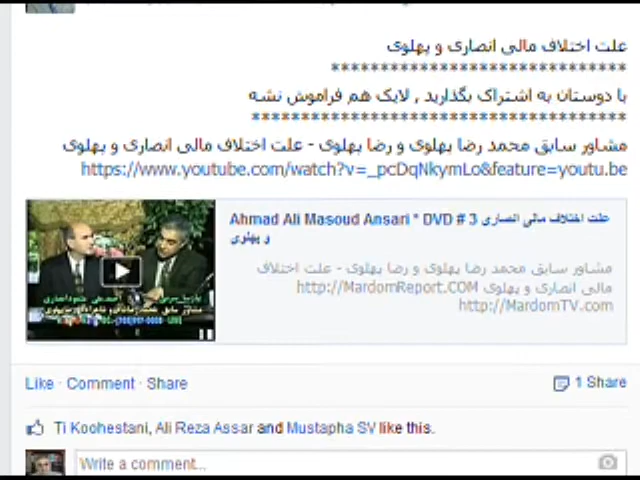 علت اختلاف مالی انصاری و پهلوی
******************************
با دوستان به اشتراک بگذارید , لایک هم فراموش نشه
**************************************
مشاور سابق محمد رضا پهلوی و رضا پهلوی - علت اختلاف مالی انصاری و پهلوی
https://www.youtube.com/watch?v=_pcDqNkymLo&feature=youtu.be
Ahmad Ali Masoud Ansari * DVD # 3 علت اختلاف مالی انصاری
و پهلوی
مشاور سابق محمد رضا پهلوی و رضا پهلوی - علت اختلاف
مالی انصاری و پهلوی http://MardomReport.COM
http://MardomTV.com
احمدعلی مسعودانصاری
Like · Comment · Share
1 Share
Ti Koohestani, Ali Reza Assar and Mustapha SV like this.
Write a comment...